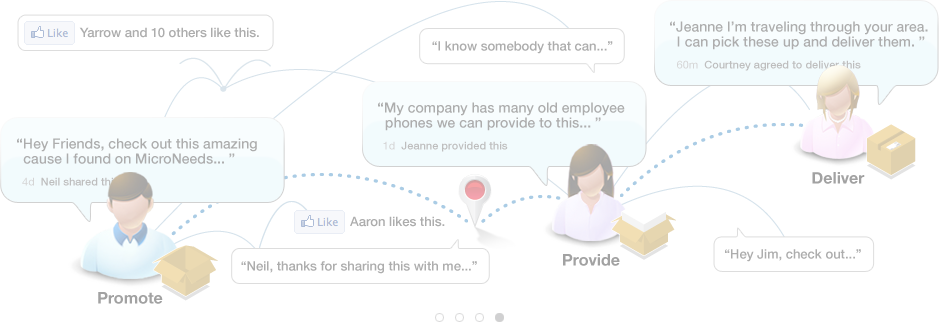 Like Yarrow and 10 others like this.
“I know somebody that can...”
“Jeanne I'm traveling through your area.
I can pick these up and deliver them. ”
60m Courtney agreed to deliver this
“My company has many old employee
phones we can provide to this... ”
1d Jeanne provided this
“Hey Friends, check out this amazing
cause I found on MicroNeeds... ”
4d Neil shared
Deliver
Like Aaron likes this.
“Neil, thanks for sharing this with me...”
Provide
“Hey Jim, check out...”
Promote